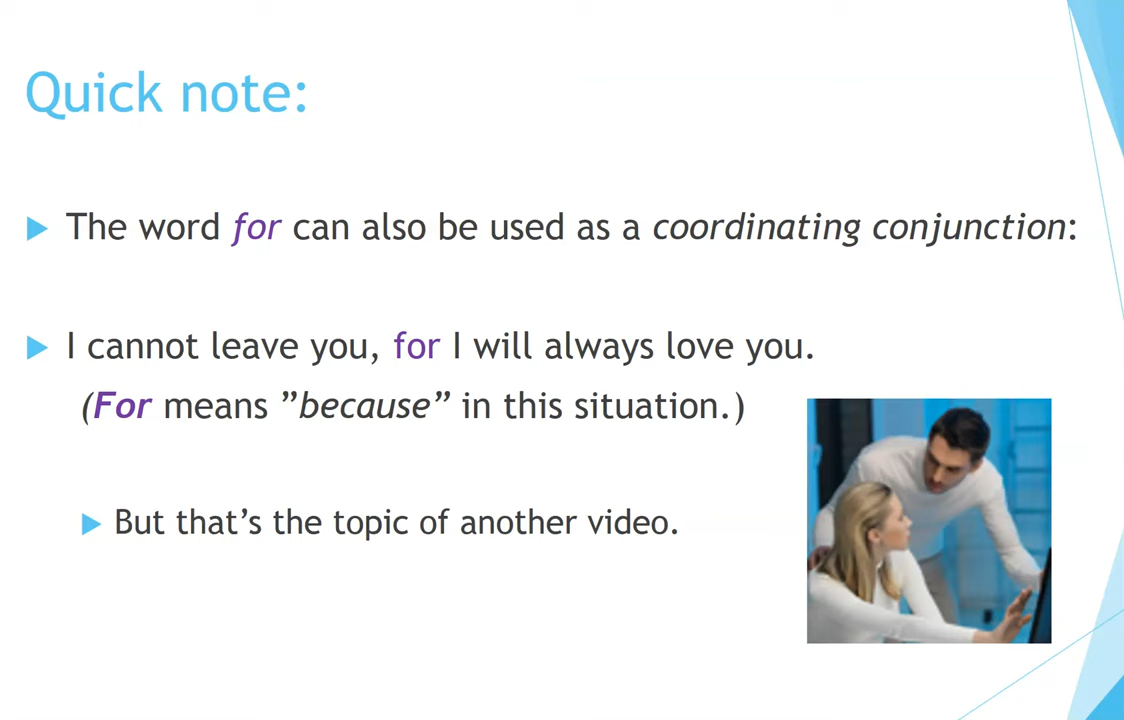 Quick note:
The word for can also be used as a coordinating conjunction:
I cannot leave you, for I will always love you.
(For means ”because” in this situation.)
But that’s the topic of another video.